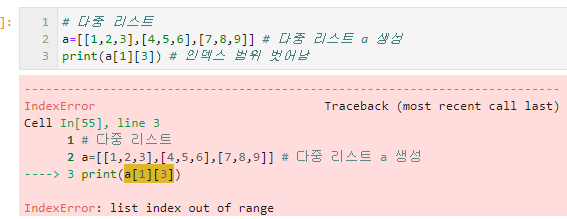 ]:
1 # 다중 리스트
2 a=[[1,2,3],[4,5,6],[7,8,9]] # 다중 리스트 a 생성
3 print(a[1][3]) # 인덱스 범위 벗어남
---------------------------------------------------------------------------
IndexError Traceback (most recent call last)
Cell In[55], line 3
1 # 다중 리스트
2 a=[[1,2,3],[4,5,6],[7,8,9]] # 다중 리스트 a 생성
----> 3 print(a[1][3])
IndexError: list index out of range